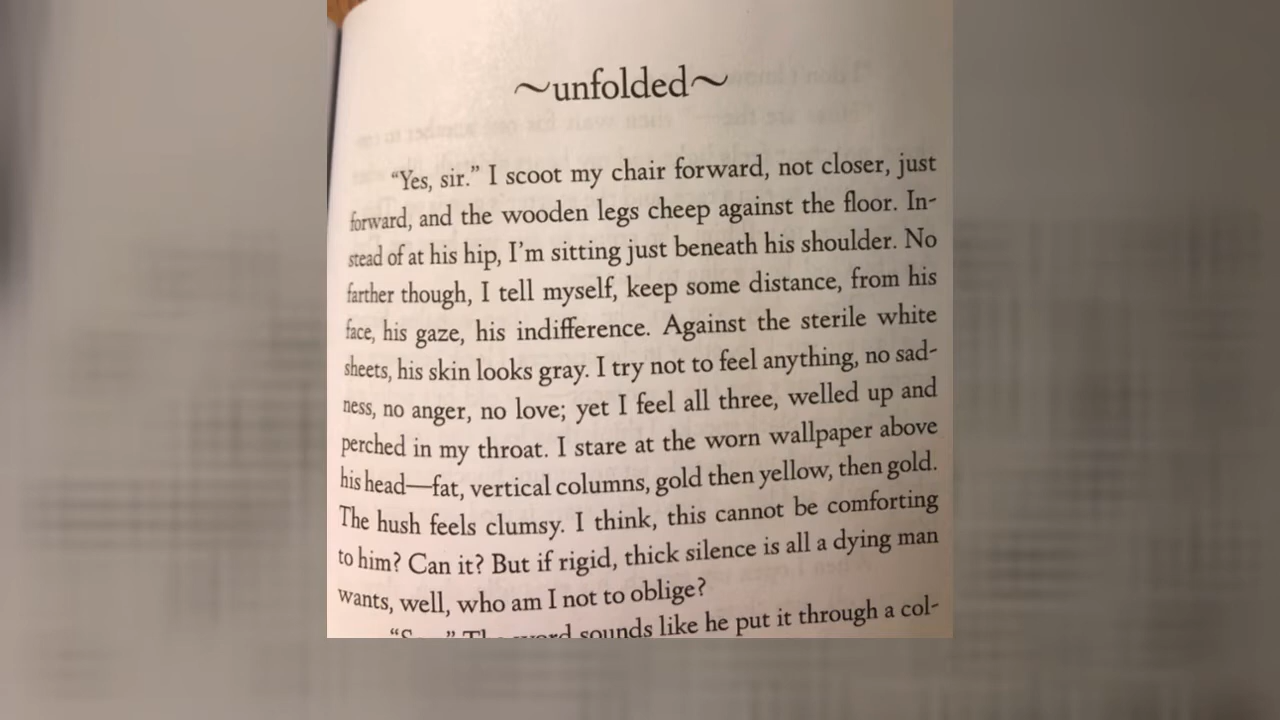 ~unfolded~
“Yes, sir.” I scoot my chair forward, not closer, just
forward, and the wooden legs cheep against the floor. In-
stead of at his hip, I’m sitting just beneath his shoulder. No
farther though, I tell myself, keep some distance, from his
face, his gaze, his indifference. Against the sterile white
sheets, his skin looks gray. I try not to feel anything, no sad-
ness, no anger, no love; yet I feel all three, welled up and
perched in my throat. I stare at the worn wallpaper above
his head—fat, vertical columns, gold then yellow, then gold.
The hush feels clumsy. I think, this cannot be comforting
to him? Can it? But if rigid, thick silence is all a dying man
wants, well, who am I not to oblige?
sounds like he put it through a col-